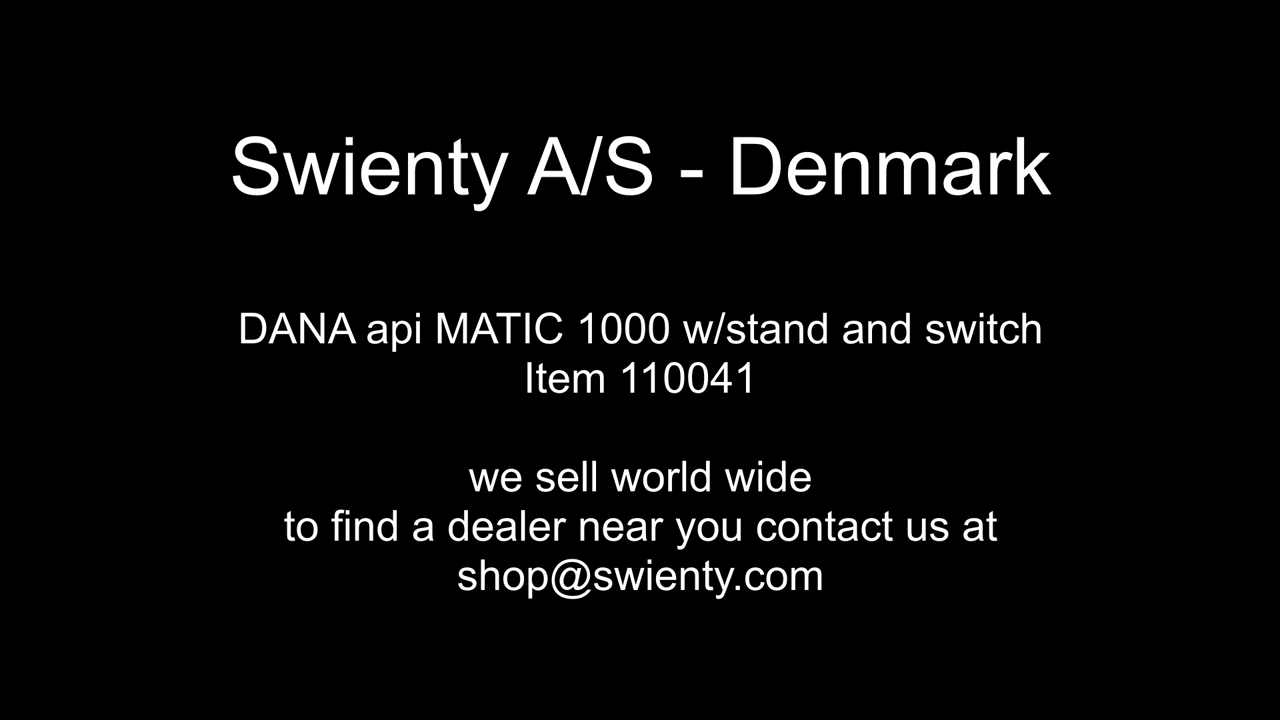 Swienty A/S - Denmark
DANA api MATIC 1000 w/stand and switch
Item 110041
we sell world wide
to find a dealer near you contact us at
shop@swienty.com